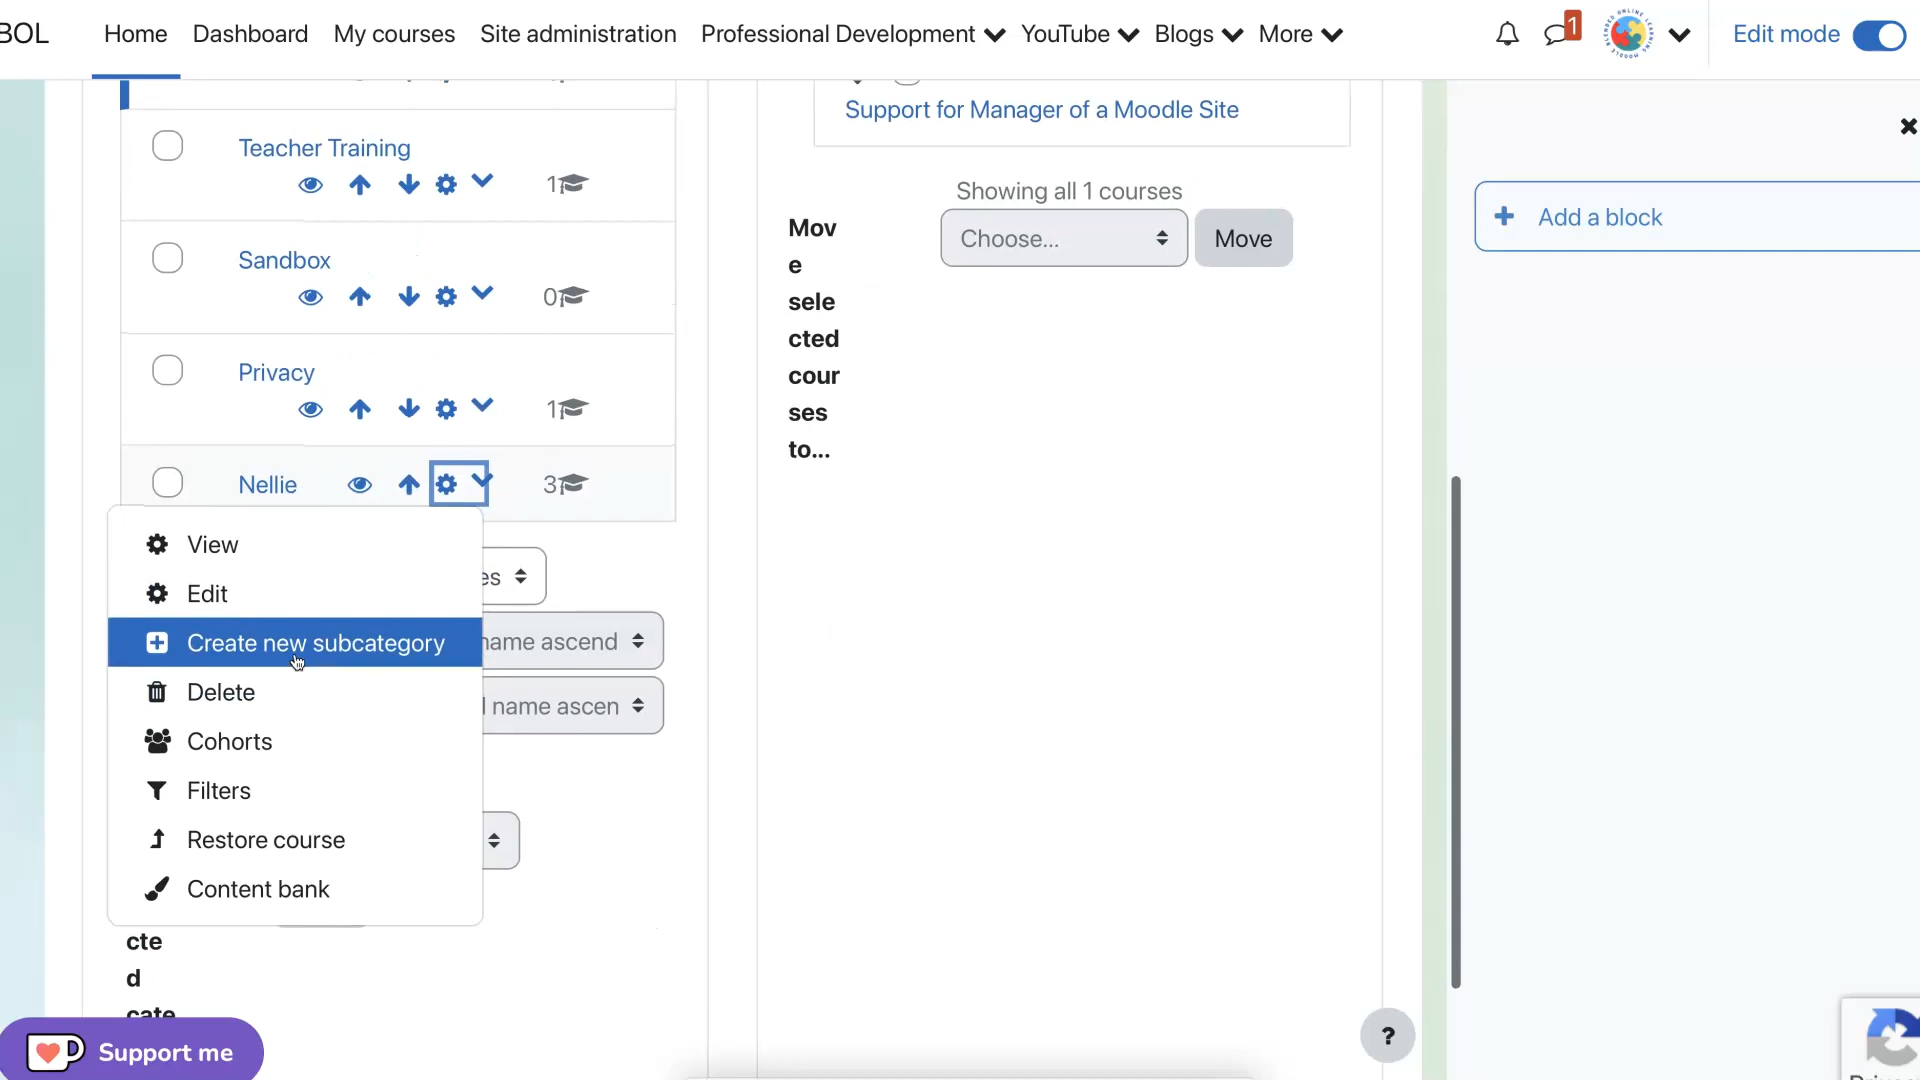 BOL Home Dashboard My courses Site administration Professional Development YouTube Blogs More 1 Edit mode
Teacher Training
1
Sandbox
0
Privacy
1
Nellie 3
View
Edit
Create new subcategory
Delete
Cohorts
Filters
Restore course
Content bank
es
name ascend
name ascen
cte
d
cate
Support me
Support for Manager of a Moodle Site
Showing all 1 courses
Mov
e
sele
cted
cour
ses
to...
Choose...
Move
Add a block
?